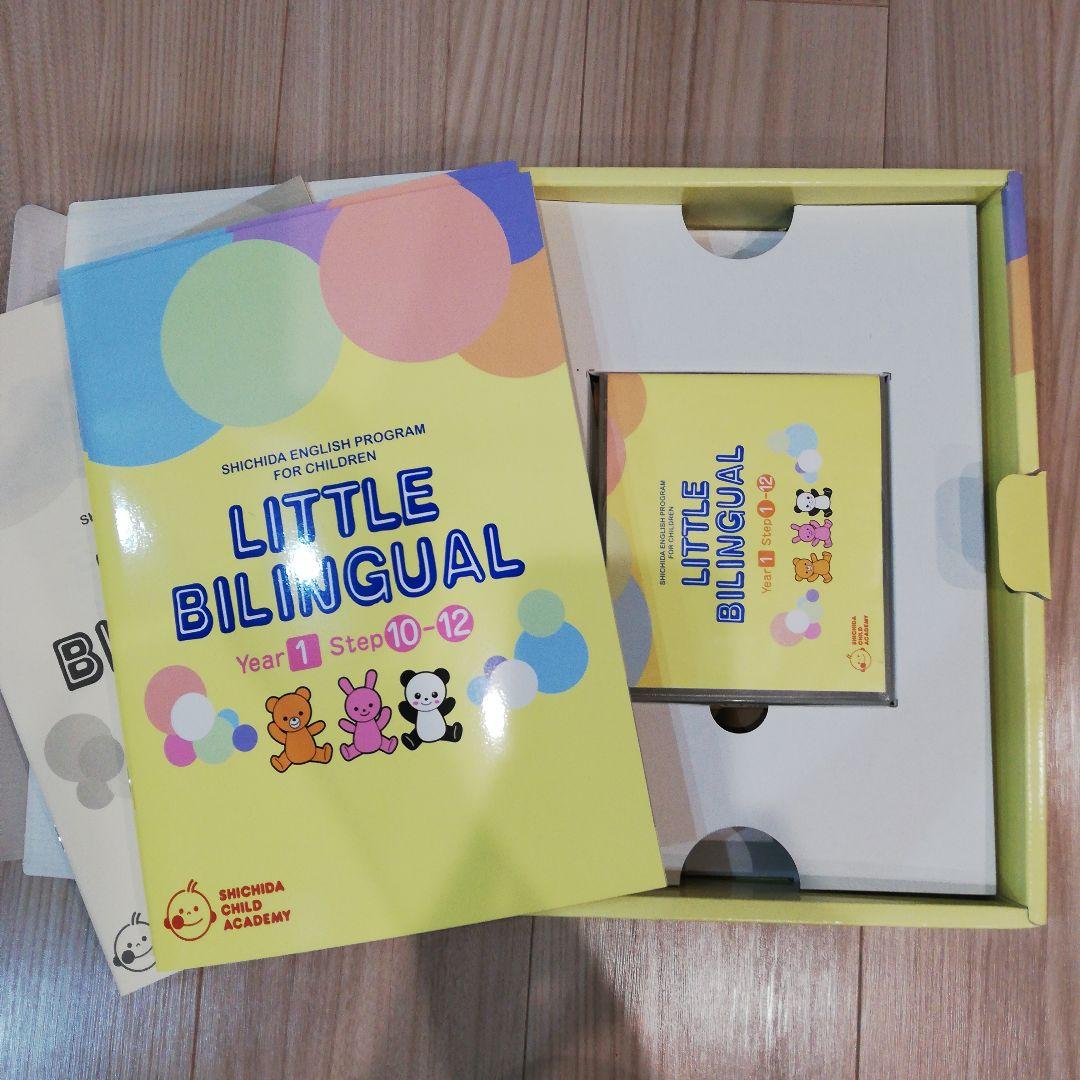 SHICHIDA ENGLISH PROGRAM
FOR CHILDREN
LITTLE
BILINGUAL
Year 1 Step 10-12
SHICHIDA
CHILD
ACADEMY
SHICHIDA ENGLISH PROGRAM
FOR CHILDREN
LITTLE
BILINGUAL
Year 1 Step 1-12
SHICHIDA
CHILD
ACADEMY